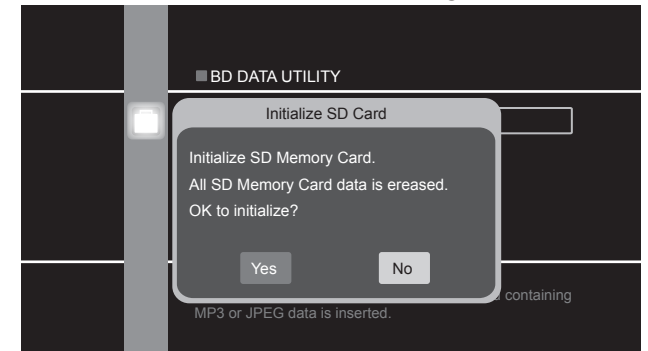 BD DATA UTILITY
Initialize SD Card
Initialize SD Memory Card.
All SD Memory Card data is ereased.
OK to initialize?
Yes No
containing
MP3 or JPEG data is inserted.